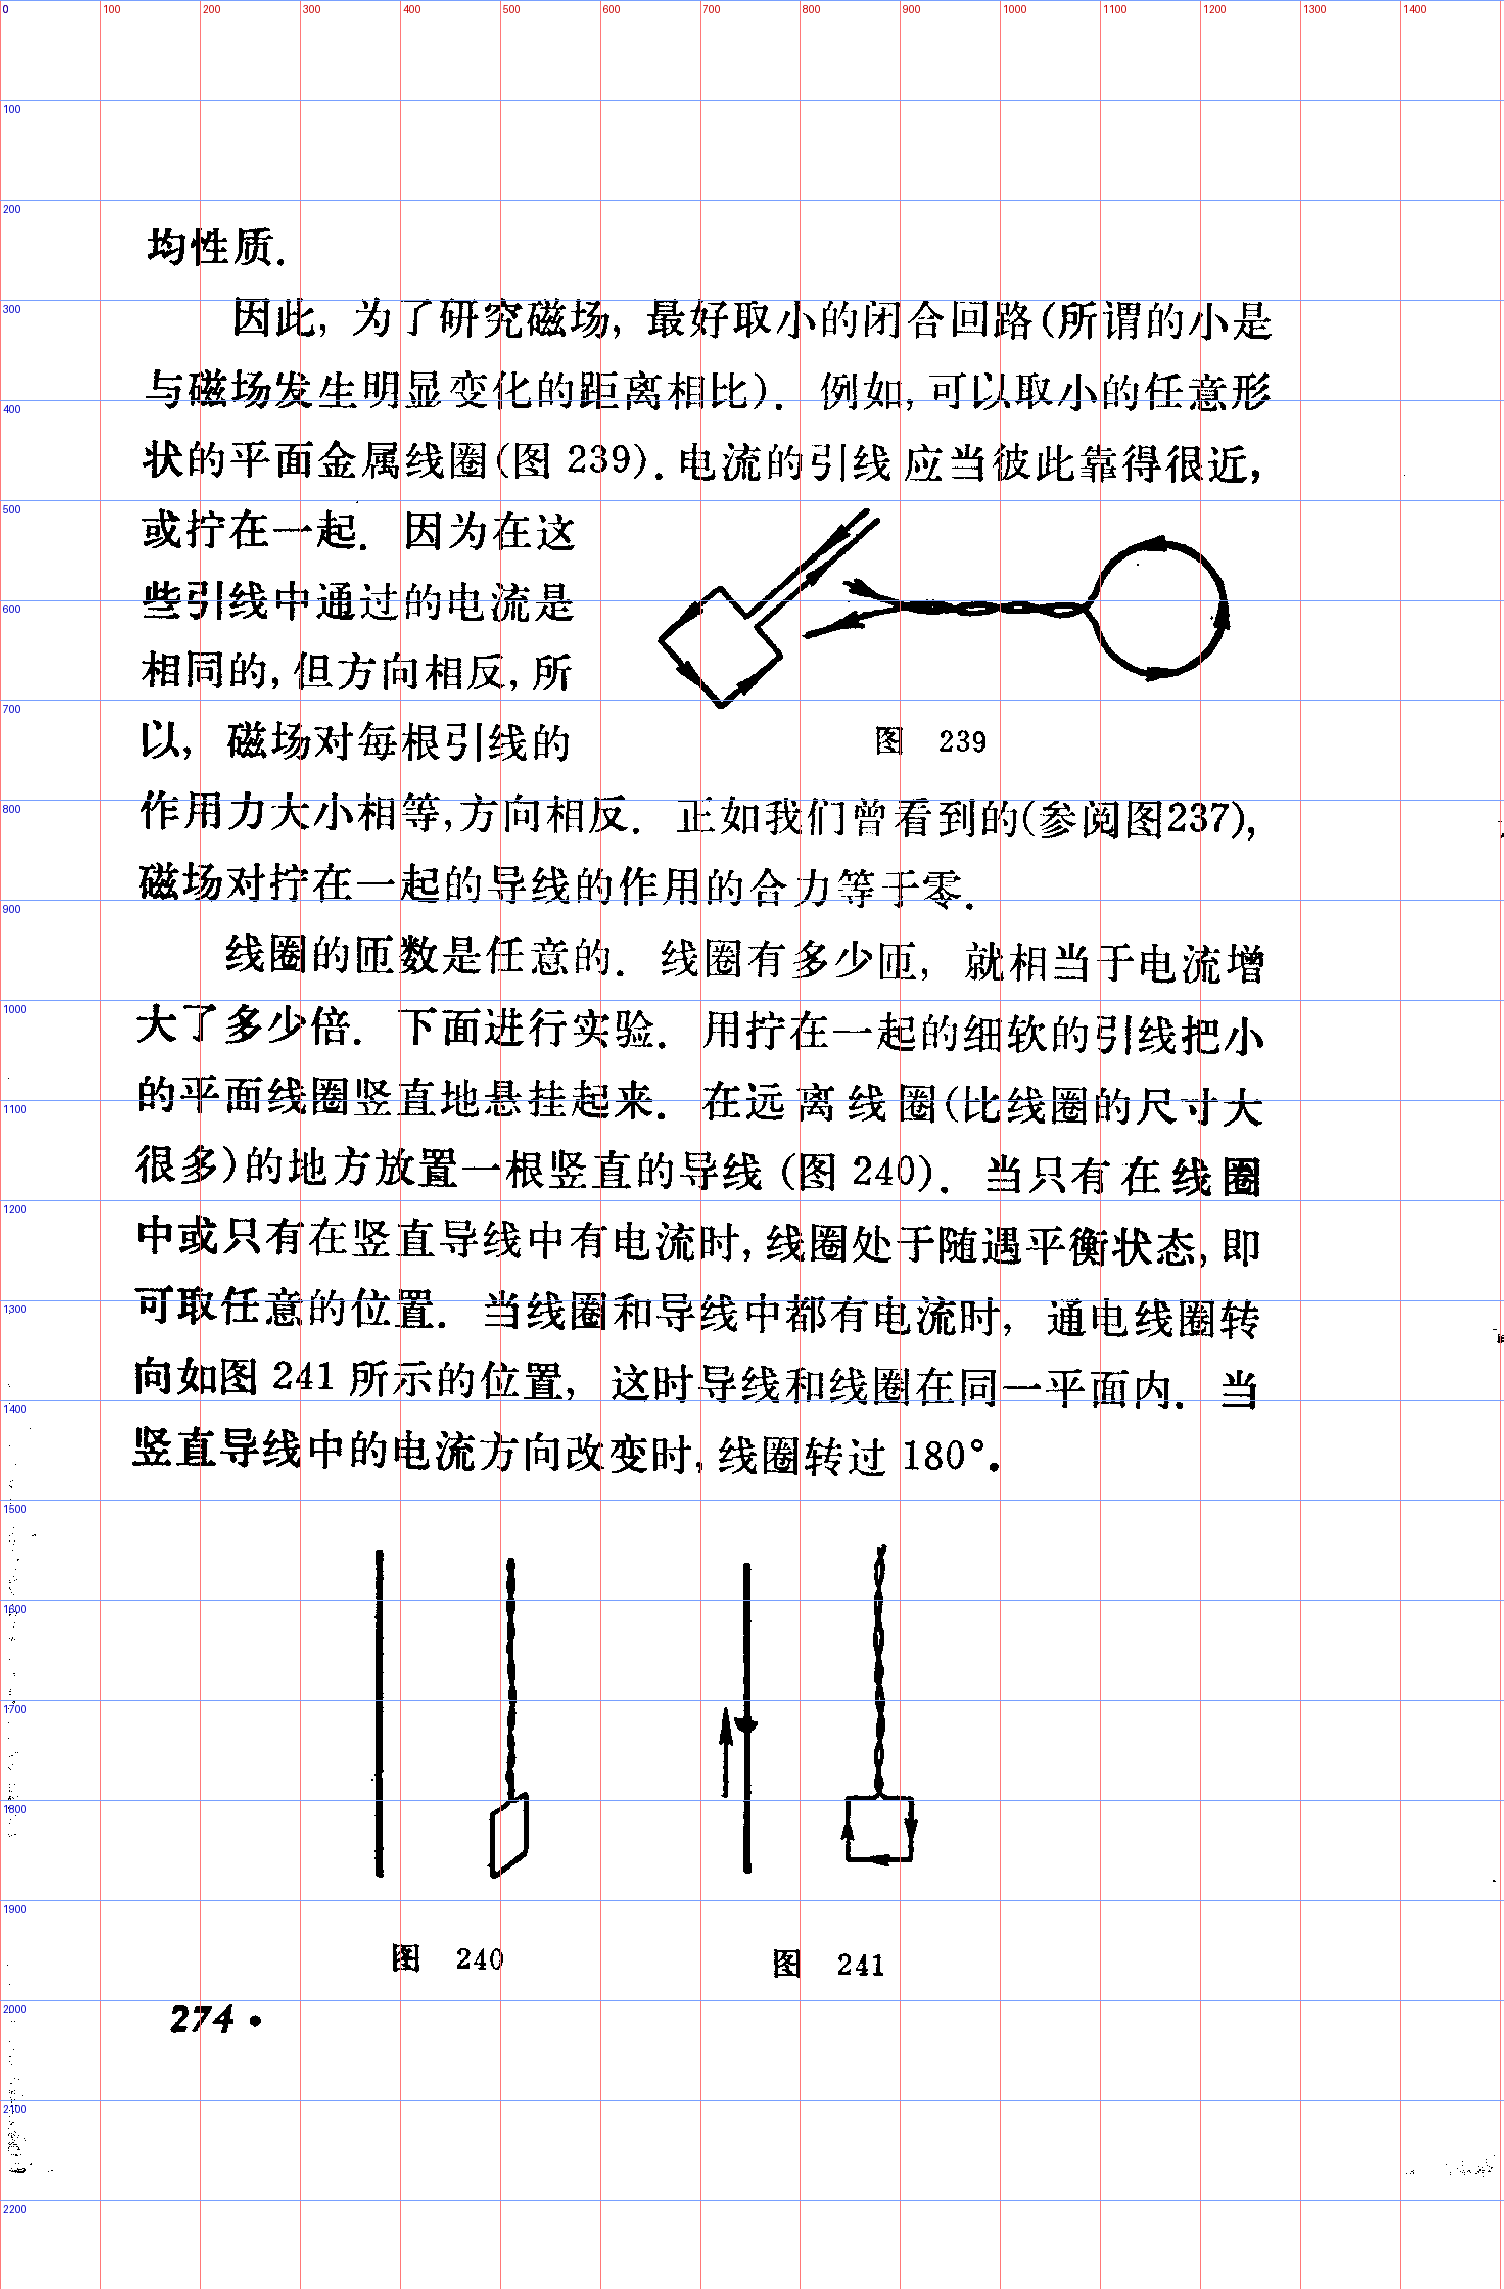 均性质.
因此, 为了研究磁场, 最好取小的闭合回路(所谓的小是
与磁场发生明显变化的距离相比). 例如, 可以取小的任意形
状的平面金属线圈(图 239). 电流的引线应当彼此靠得很近,
或拧在一起. 因为在这
些引线中通过的电流是
相同的, 但方向相反, 所
以, 磁场对每根引线的
图 239
作用力大小相等, 方向相反. 正如我们曾看到的(参阅图237),
磁场对拧在一起的导线的作用的合力等于零.
线圈的匝数是任意的. 线圈有多少匝, 就相当于电流增
大了多少倍. 下面进行实验. 用拧在一起的细软的引线把小
的平面线圈竖直地悬挂起来. 在远离线圈(比线圈的尺寸大
很多)的地方放置一根竖直的导线 (图 240). 当只有在线圈
中或只有在竖直导线中有电流时, 线圈处于随遇平衡状态, 即
可取任意的位置. 当线圈和导线中都有电流时, 通电线圈转
向如图 241 所示的位置, 这时导线和线圈在同一平面内. 当
竖直导线中的电流方向改变时, 线圈转过 180°.
图 240
图 241
274 •